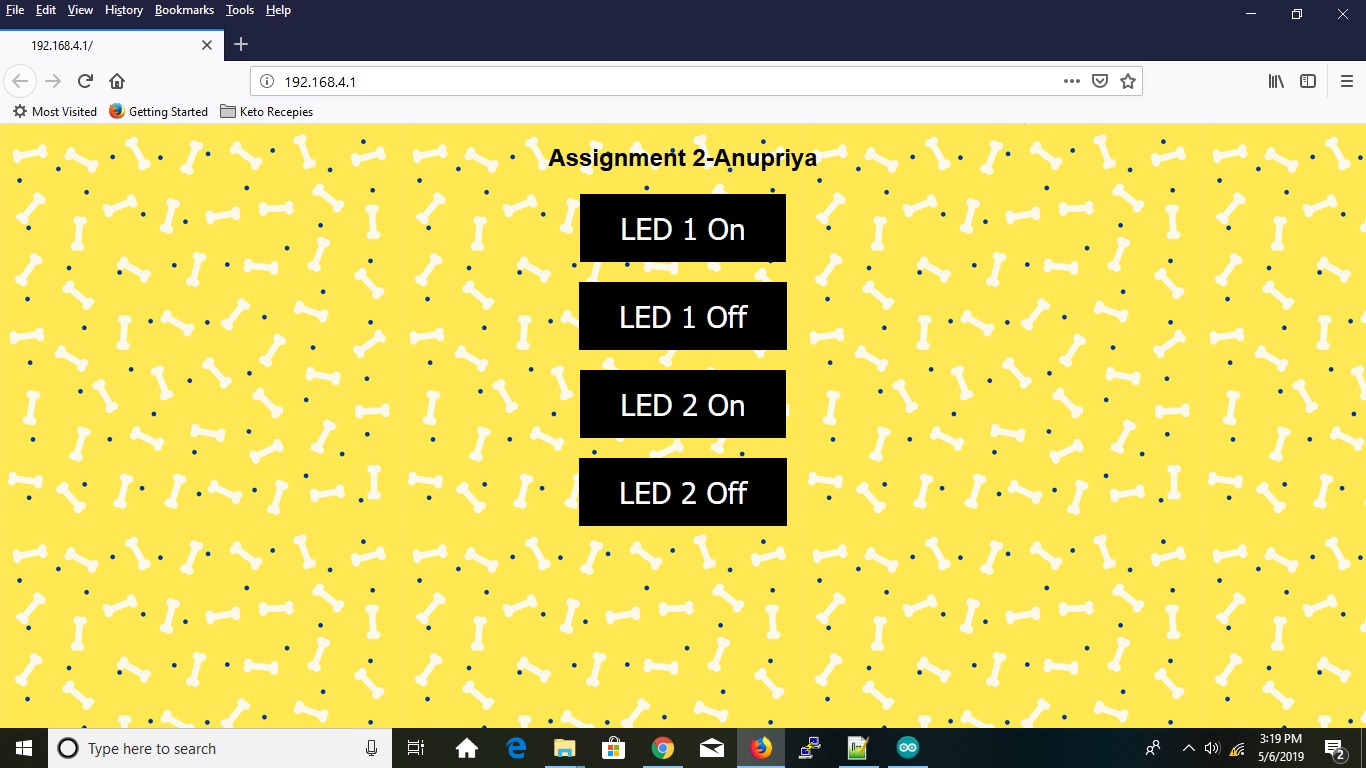 File Edit View History Bookmarks Tools Help
192.168.4.1/
192.168.4.1
Most Visited Getting Started Keto Recepies
Assignment 2-Anupriya
LED 1 On
LED 1 Off
LED 2 On
LED 2 Off
Type here to search
3:19 PM
5/6/2019
2